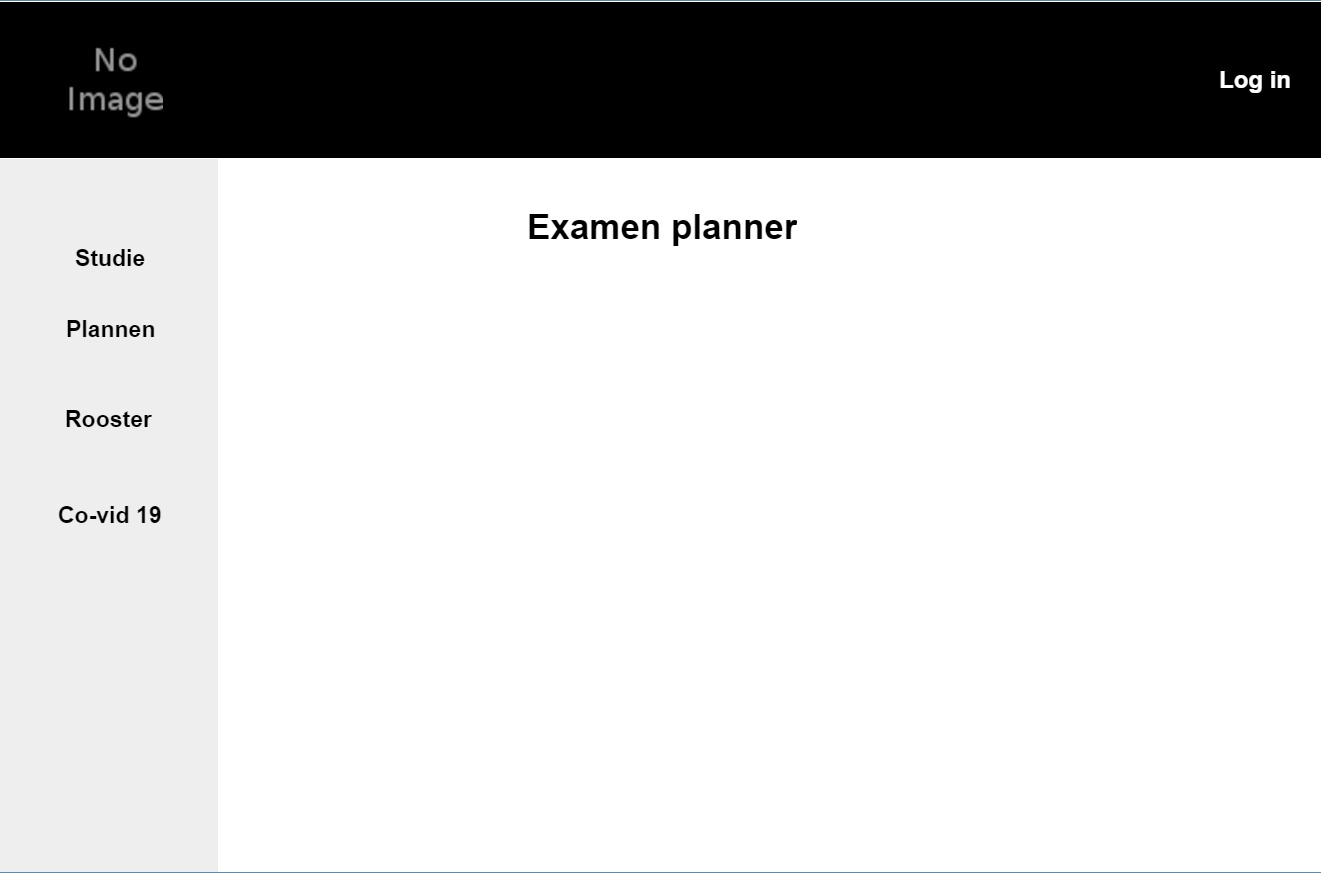 No
Image
Log in
Examen planner
Studie
Plannen
Rooster
Co-vid 19